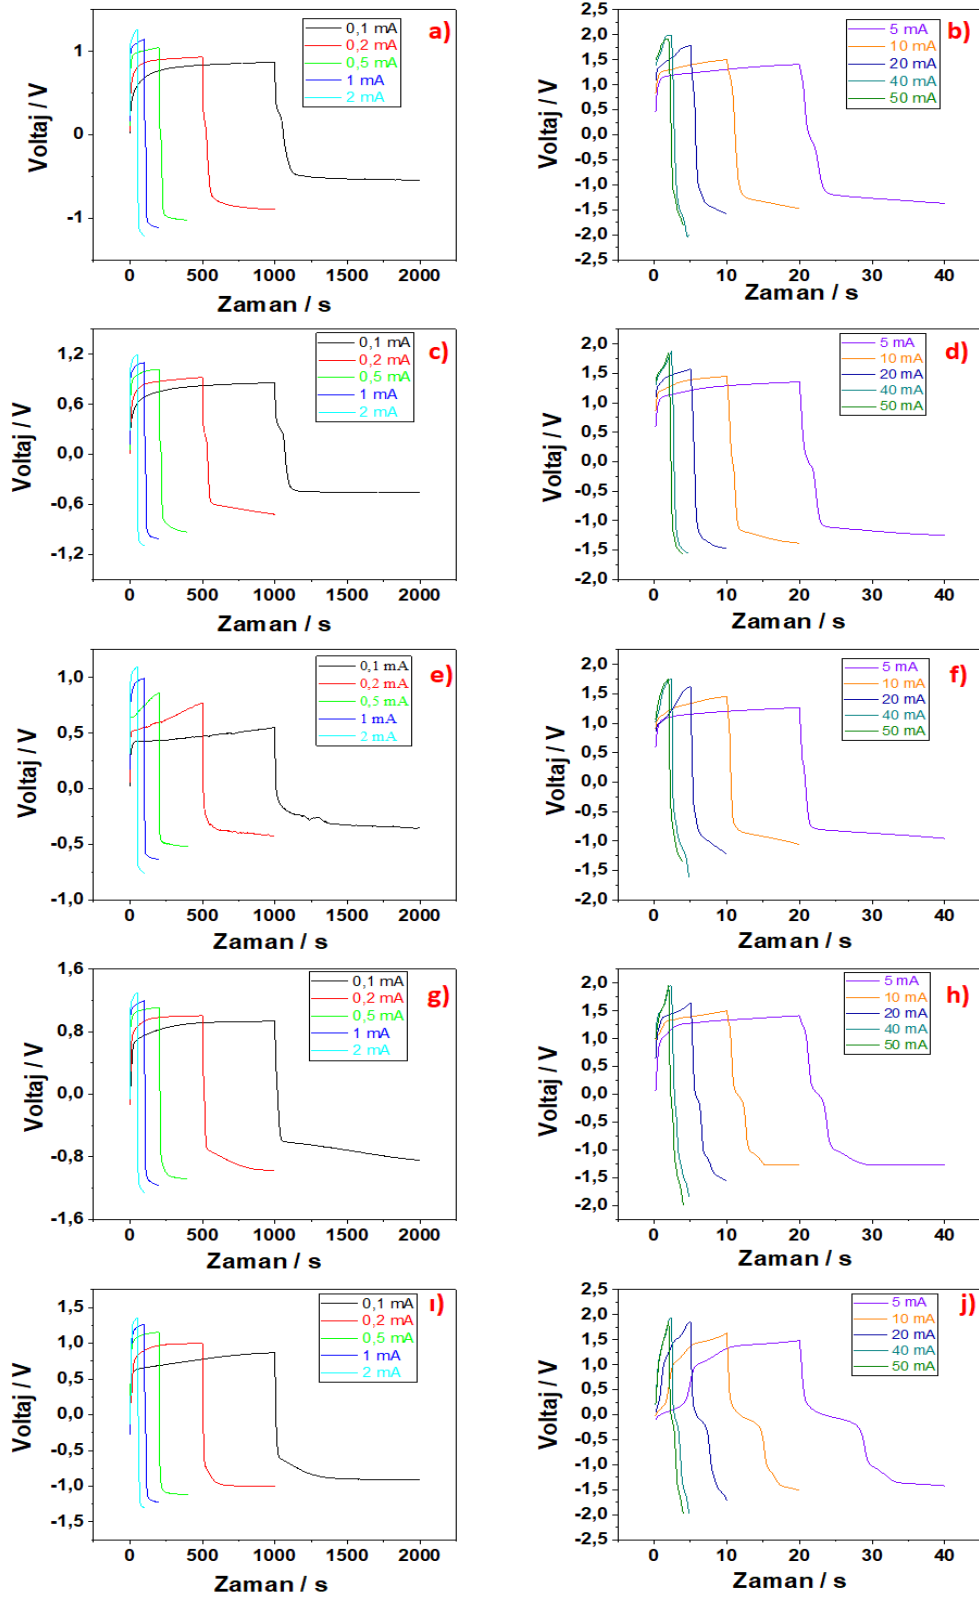 a)
0,1 mA
0,2 mA
0,5 mA
1 mA
2 mA
1
0
-1
Voltaj / V
0 500 1000 1500 2000
Zaman / s
b)
5 mA
10 mA
20 mA
40 mA
50 mA
2,5
2,0
1,5
1,0
0,5
0,0
-0,5
-1,0
-1,5
-2,0
2,5
Voltaj / V
0 10 20 30 40
Zaman / s
c)
0,1 mA
0,2 mA
0,5 mA
1 mA
2 mA
1,2
0,6
0,0
-0,6
-1,2
Voltaj / V
0 500 1000 1500 2000
Zaman / s
d)
5 mA
10 mA
20 mA
40 mA
50 mA
2,0
1,5
1,0
0,5
0,0
-0,5
-1,0
-1,5
-2,0
Voltaj / V
0 10 20 30 40
Zaman / s
e)
0,1 mA
0,2 mA
0,5 mA
1 mA
2 mA
1,0
0,5
0,0
-0,5
-1,0
Voltaj / V
0 500 1000 1500 2000
Zaman / s
f)
5 mA
10 mA
20 mA
40 mA
50 mA
2,0
1,5
1,0
0,5
0,0
-0,5
-1,0
-1,5
-2,0
Voltaj / V
0 10 20 30 40
Zaman / s
g)
0,1 mA
0,2 mA
0,5 mA
1 mA
2 mA
1,6
0,8
0,0
-0,8
-1,6
Voltaj / V
0 500 1000 1500 2000
Zaman / s
h)
5 mA
10 mA
20 mA
40 mA
50 mA
2,0
1,5
1,0
0,5
0,0
-0,5
-1,0
-1,5
-2,0
Voltaj / V
0 10 20 30 40
Zaman / s
ı)
0,1 mA
0,2 mA
0,5 mA
1 mA
2 mA
1,5
1,0
0,5
0,0
-0,5
-1,0
-1,5
Voltaj / V
0 500 1000 1500 2000
Zaman / s
j)
5 mA
10 mA
20 mA
40 mA
50 mA
2,5
2,0
1,5
1,0
0,5
0,0
-0,5
-1,0
-1,5
-2,0
-2,5
Voltaj / V
0 10 20 30 40
Zaman / s